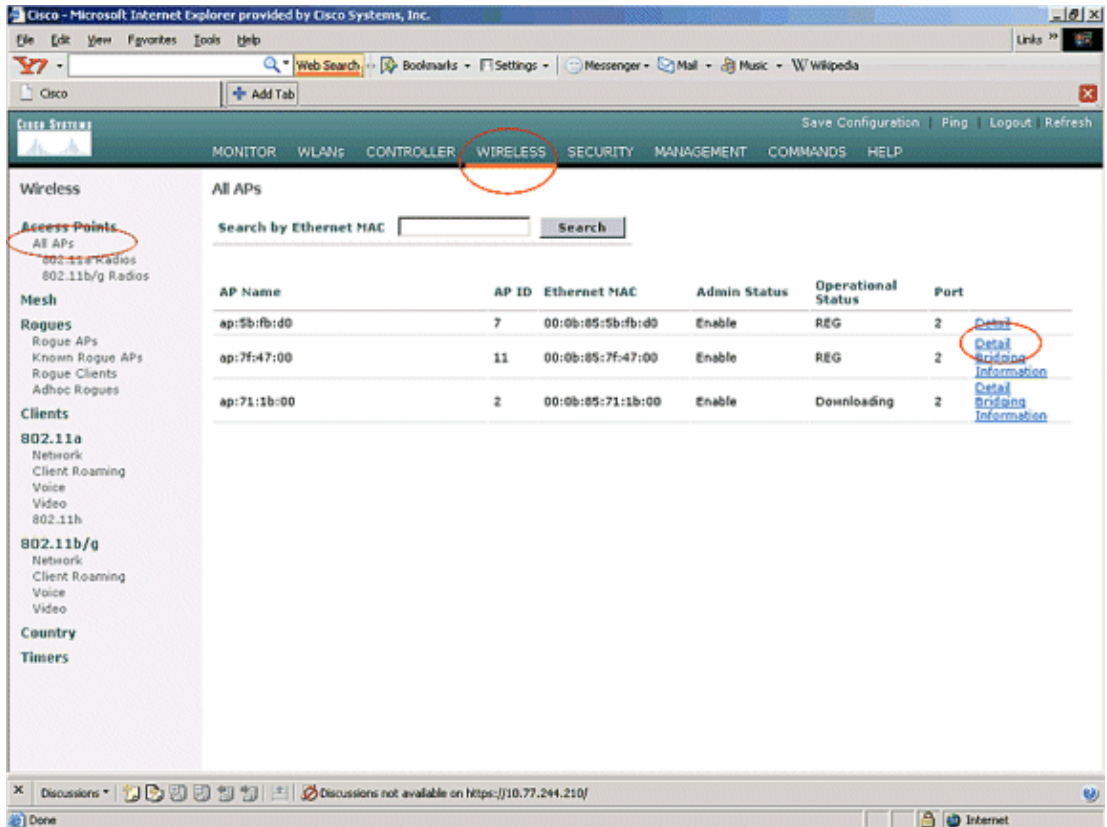 Cisco - Microsoft Internet Explorer provided by Cisco Systems, Inc.
File Edit View Favorites Tools Help Links »
Y7 Web Search Bookmarks Settings Messenger Mail Music W Wikipedia
Cisco Add Tab
CISCO SYSTEMS
Save Configuration | Ping | Logout | Refresh
MONITOR WLANs CONTROLLER WIRELESS SECURITY MANAGEMENT COMMANDS HELP
Wireless
Access Points
All APs
802.11a Radios
802.11b/g Radios
Mesh
Rogues
Rogue APs
Known Rogue APs
Rogue Clients
Adhoc Rogues
Clients
802.11a
Network
Client Roaming
Voice
Video
802.11h
802.11b/g
Network
Client Roaming
Voice
Video
Country
Timers
All APs
Search by Ethernet MAC Search
AP Name AP ID Ethernet MAC Admin Status Operational Status Port
ap:5b:fb:d0 7 00:0b:85:5b:fb:d0 Enable REG 2 Detail
ap:7f:47:00 11 00:0b:85:7f:47:00 Enable REG 2 Detail
Bridging
Information
ap:71:1b:00 2 00:0b:85:71:1b:00 Enable Downloading 2 Detail
Bridging
Information
× Discussions Discussions not available on https://10.77.244.210/
Done Internet